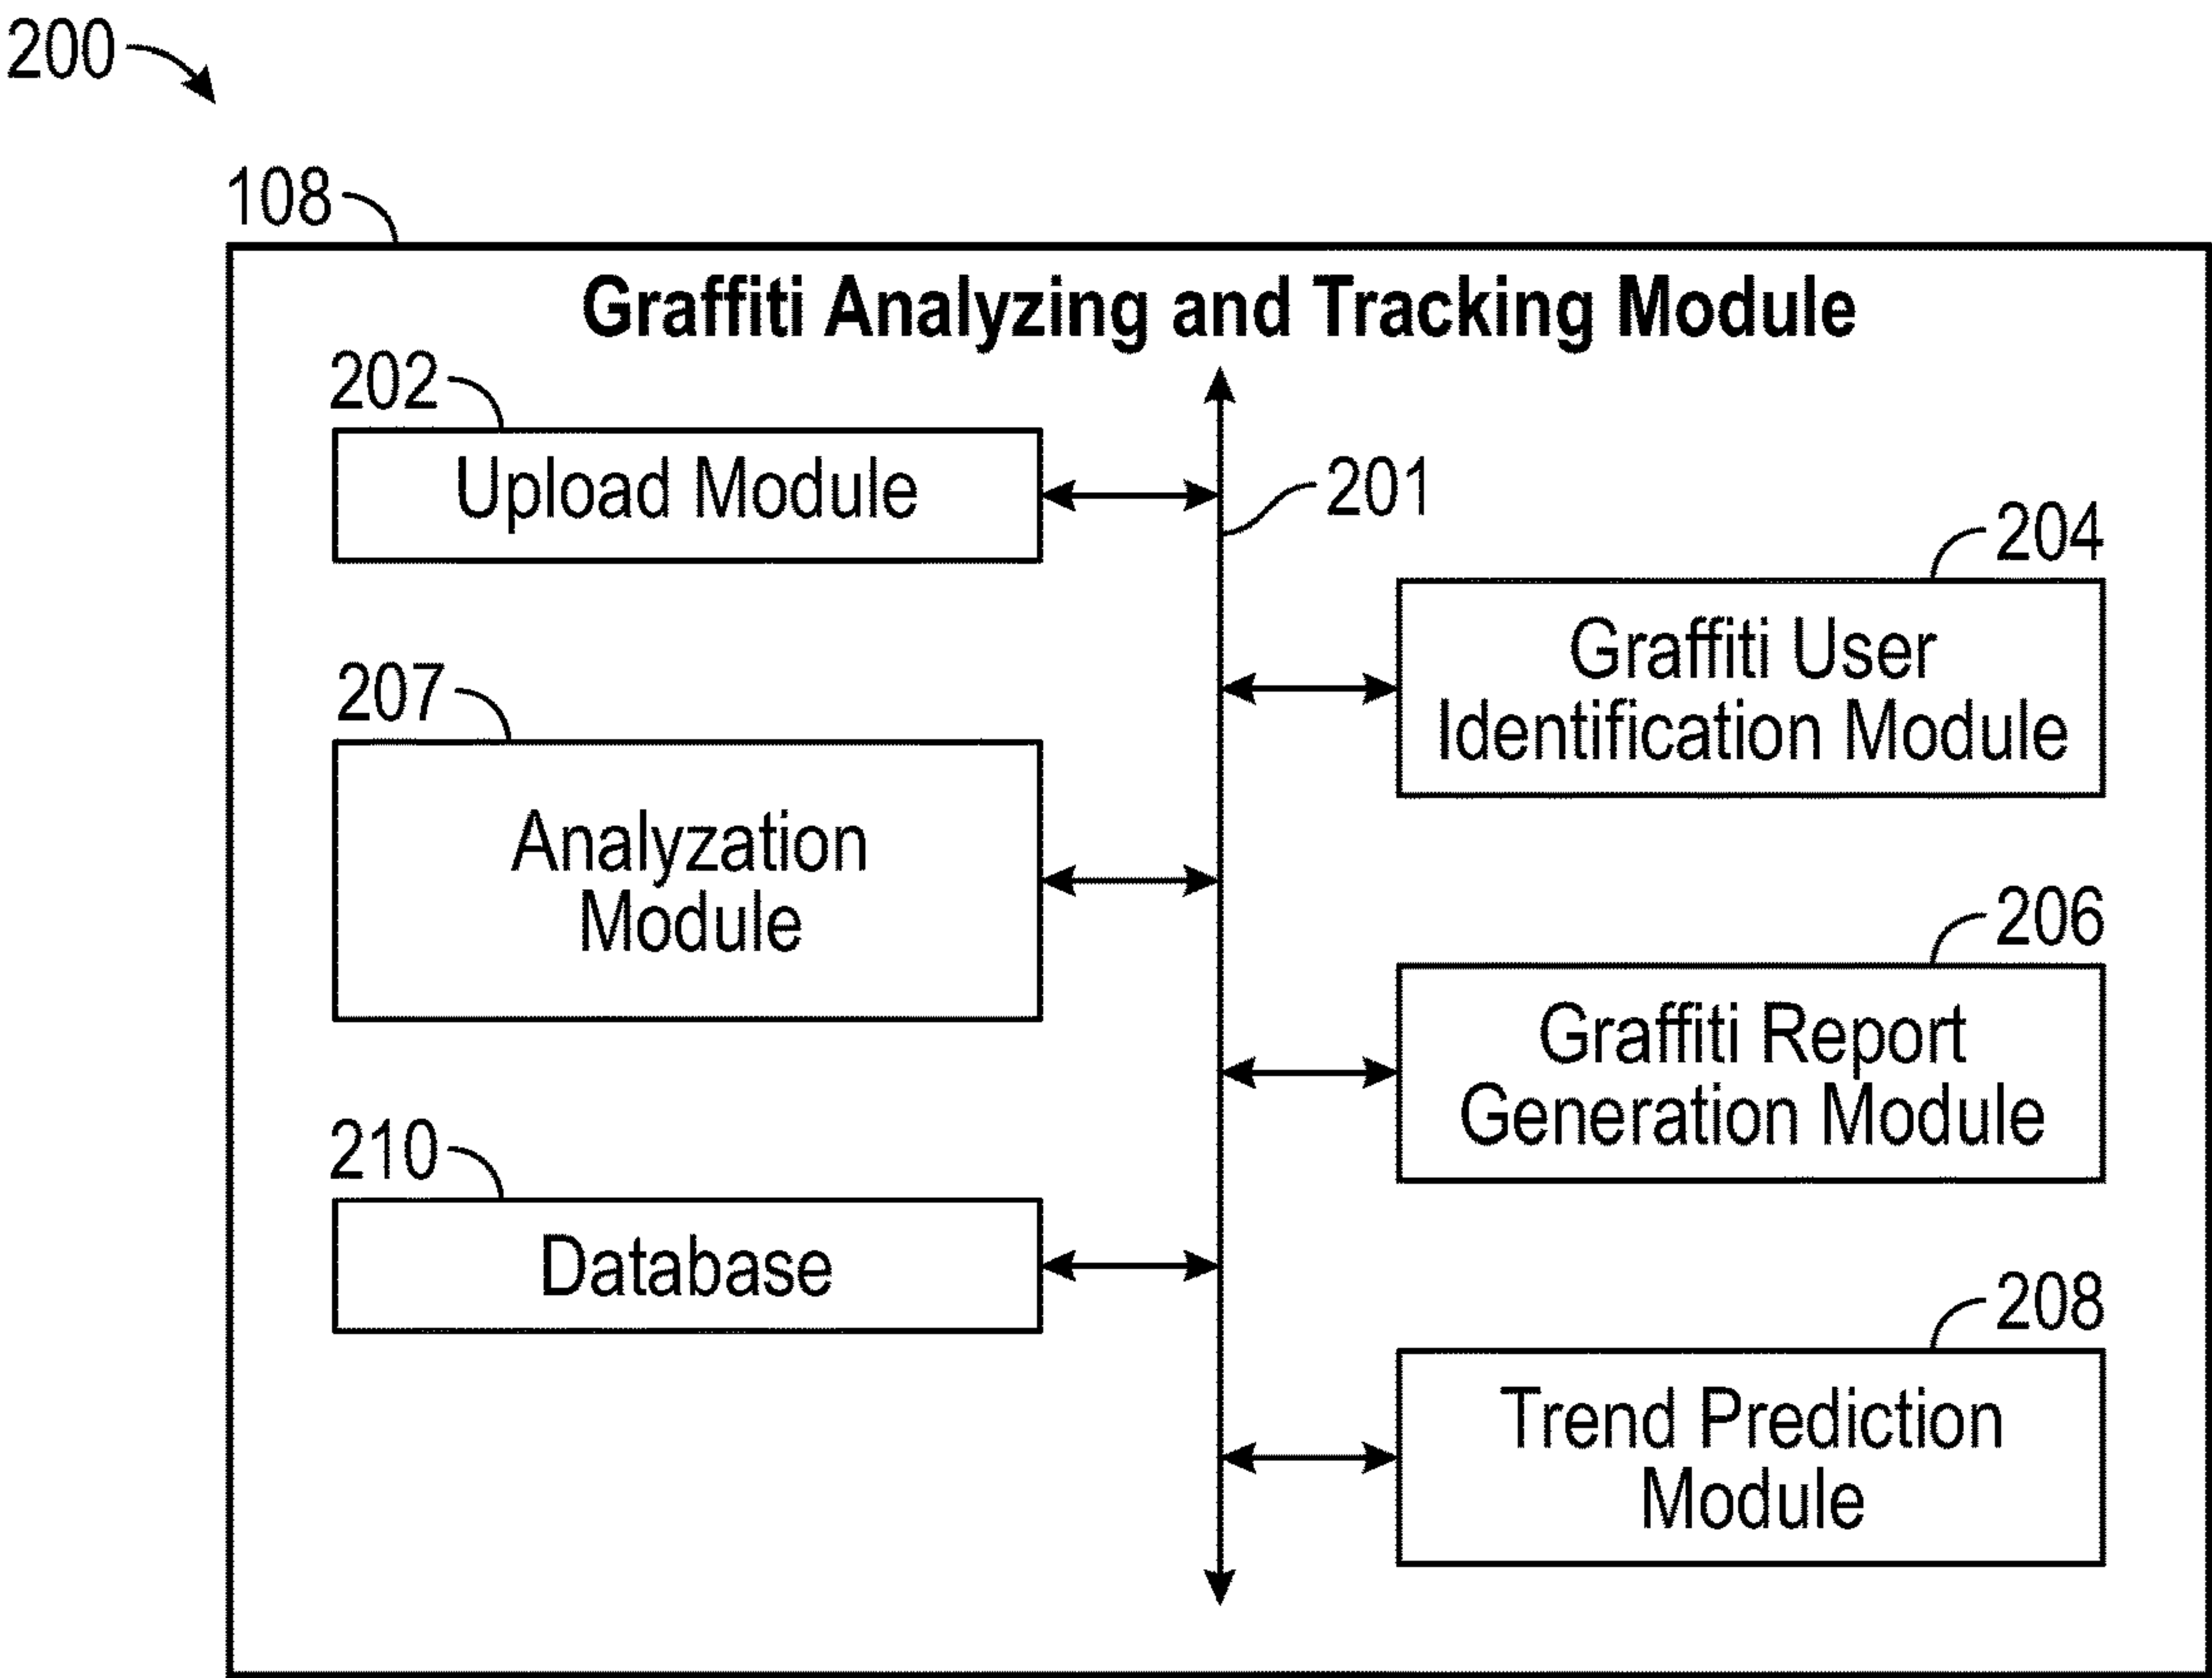 200
108
Graffiti Analyzing and Tracking Module
202
Upload Module
201
204
Graffiti User
Identification Module
207
Analyzation
Module
206
Graffiti Report
Generation Module
210
Database
208
Trend Prediction
Module